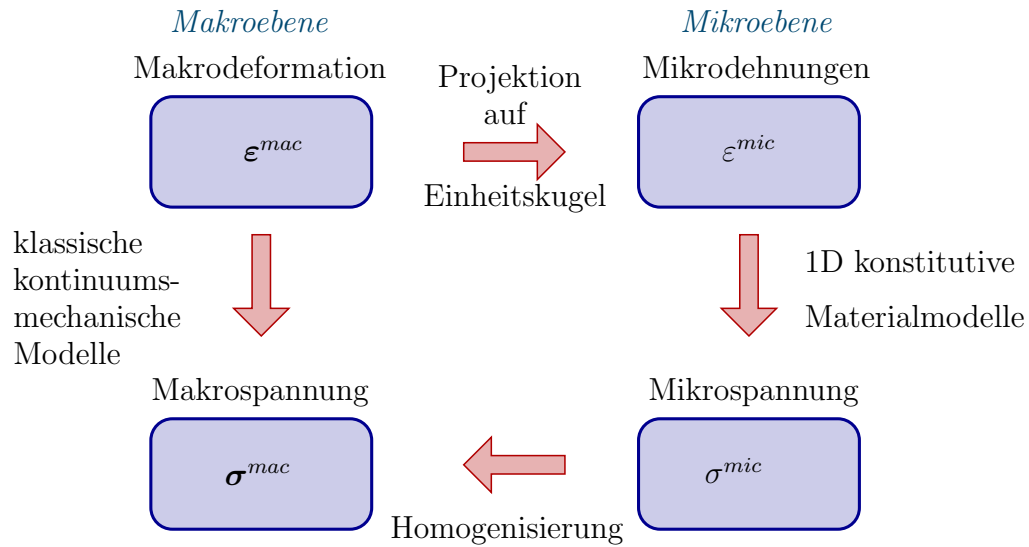 Makroebene
Mikroebene
Makrodeformation
Projektion
auf
Einheitskugel
Mikrodehnungen
ε^mac
ε^mic
klassische
kontinuums-
mechanische
Modelle
1D konstitutive
Materialmodelle
Makrospannung
Mikrospannung
σ^mac
σ^mic
Homogenisierung